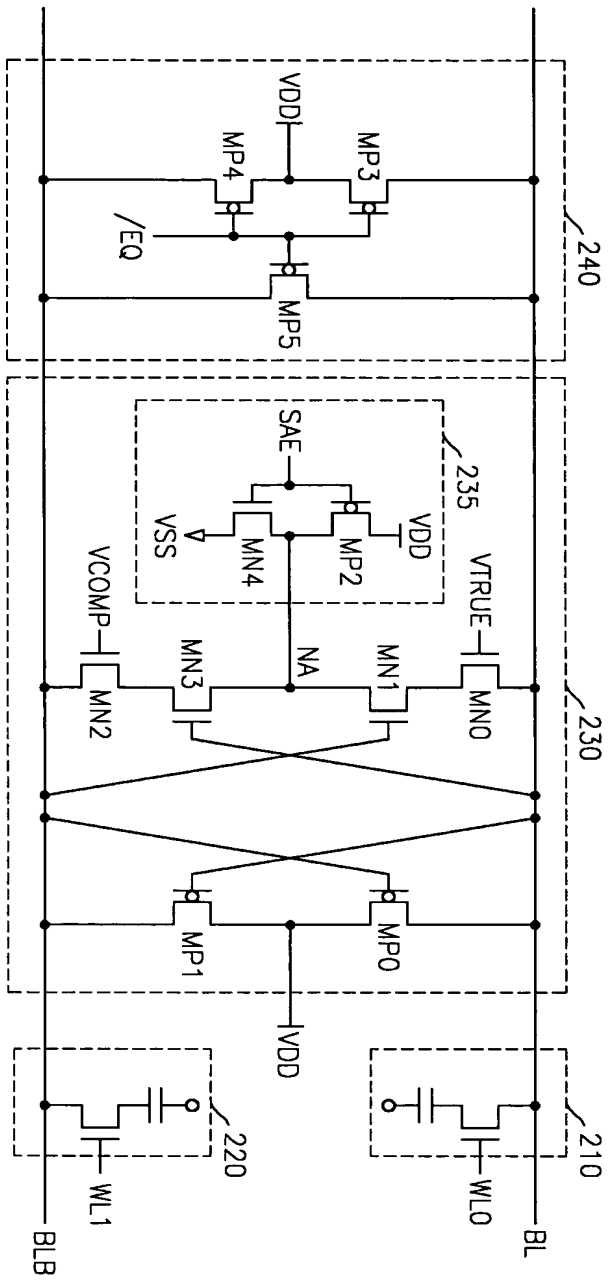 240
VDD
MP3
MP4
/EQ
MP5
230
235
SAE
VDD
MP2
MN4
VSS
VTRUE
MN0
MN1
NA
MN3
VCOMP
MN2
MP0
MP1
VDD
210
WL0
BL
220
WL1
BLB